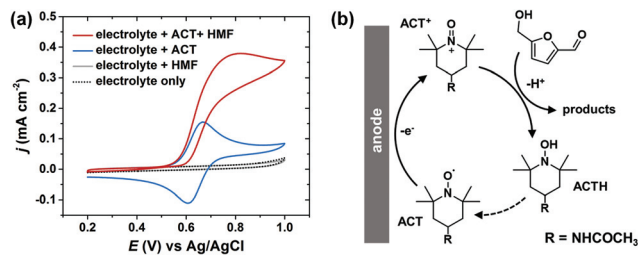 (a)
electrolyte + ACT+ HMF
electrolyte + ACT
electrolyte + HMF
electrolyte only
0.5
0.4
0.3
0.2
0.1
0.0
-0.1
j (mA cm⁻²)
0.2 0.4 0.6 0.8 1.0
E (V) vs Ag/AgCl
(b)
anode
ACT⁺
O
N
+
R
OH
O
O
-H⁺
products
-e⁻
OH
N
ACTH
R
O•
N
ACT
R
R = NHCOCH₃